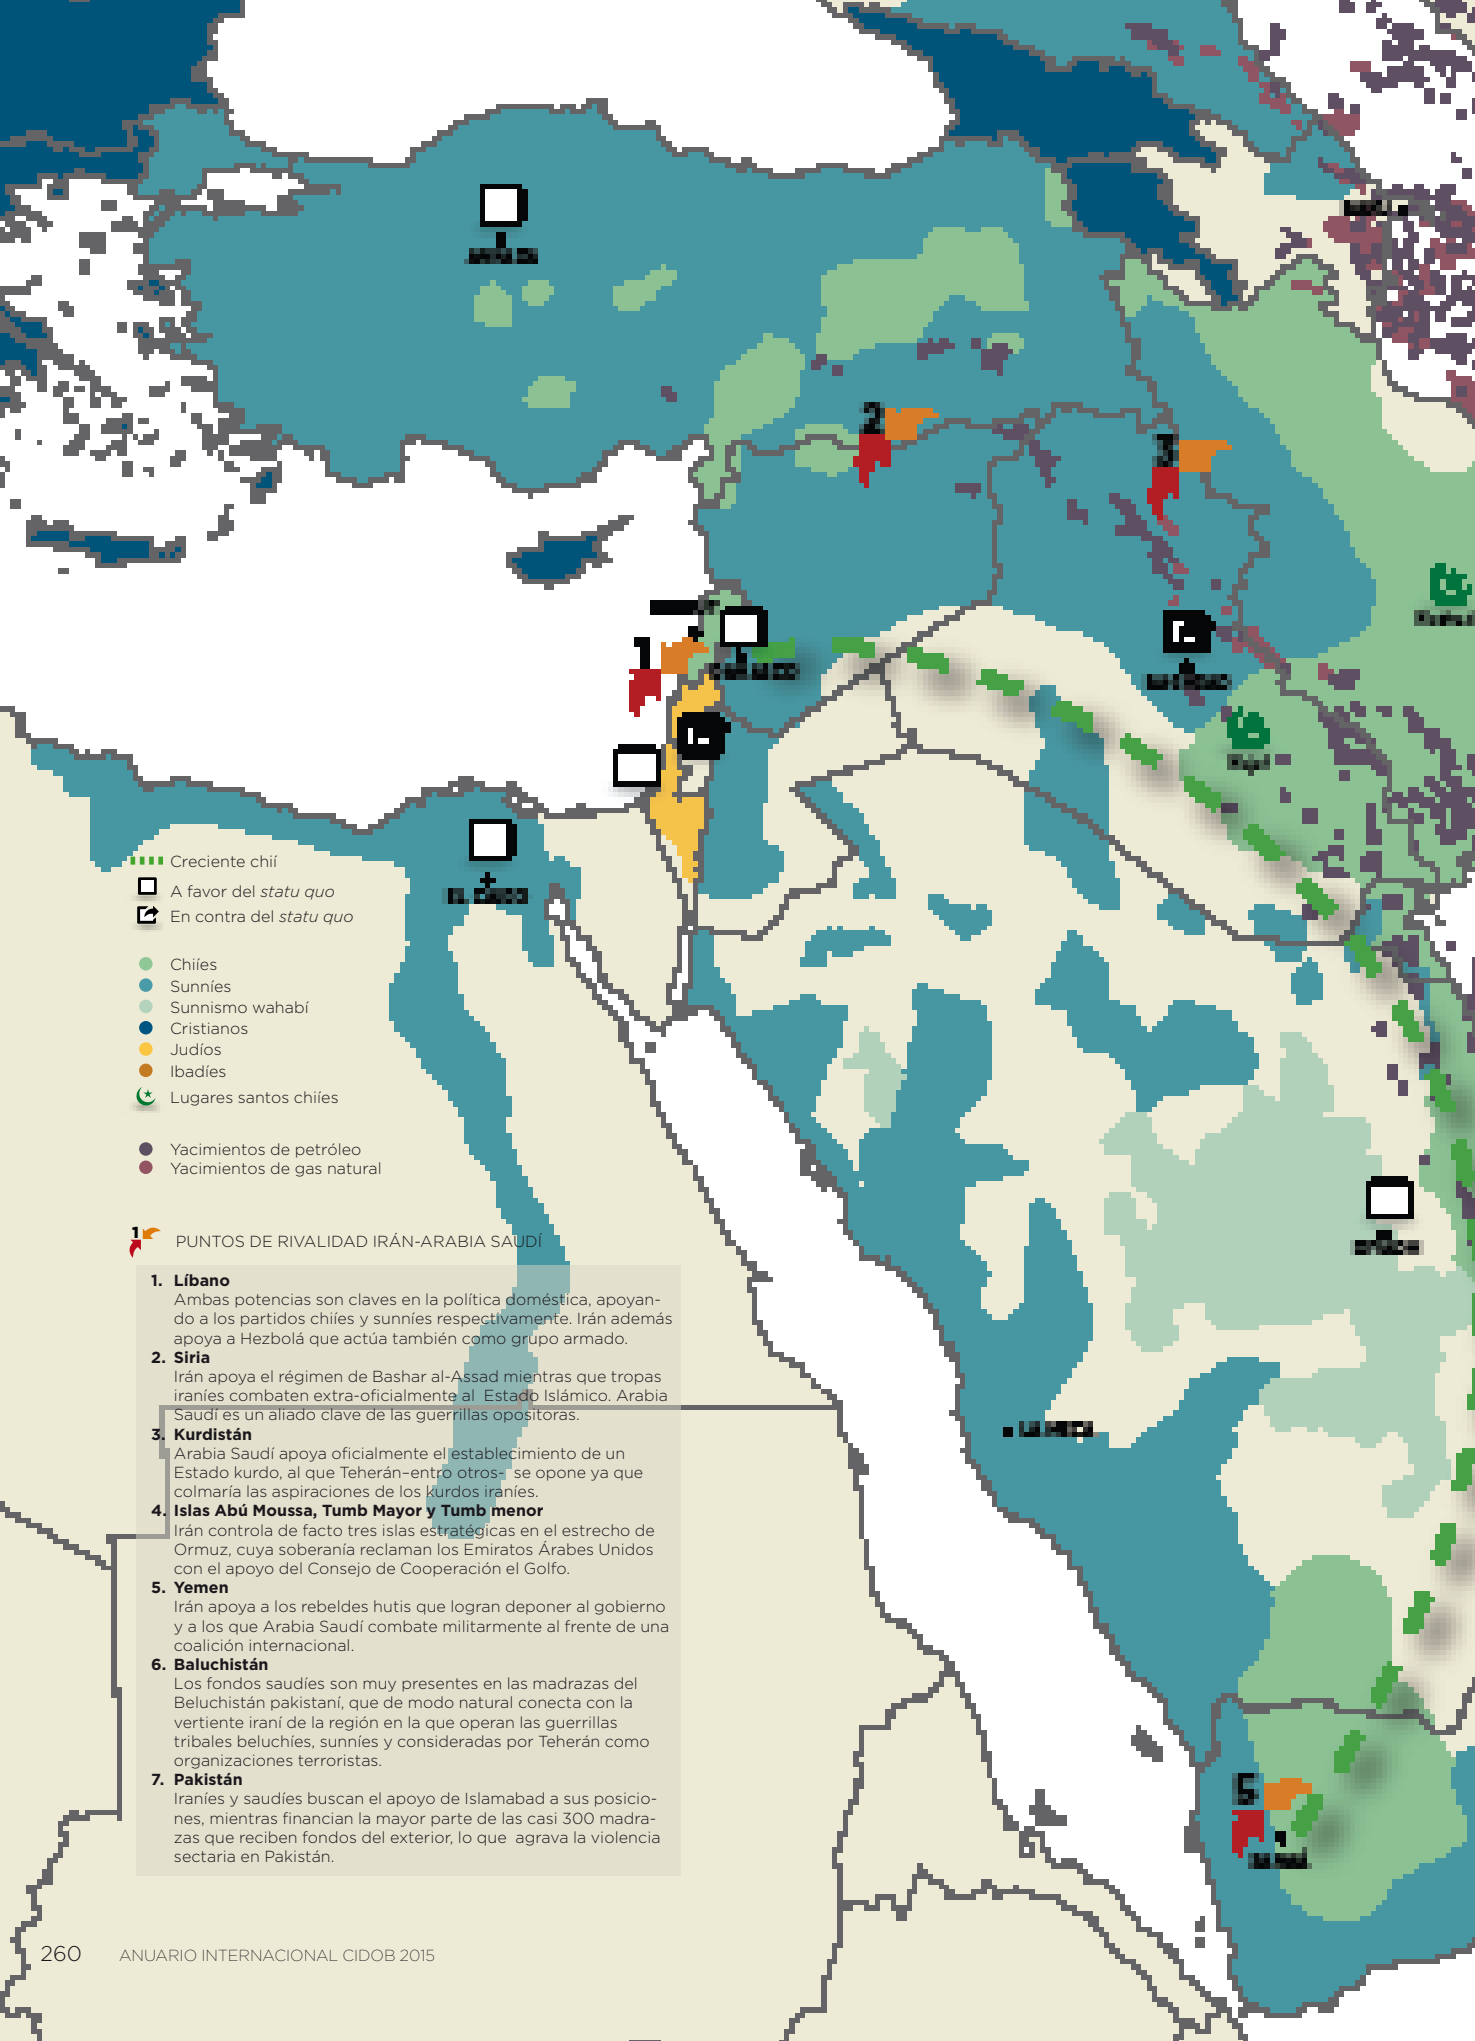 2
3
1
Creciente chií
A favor del statu quo
En contra del statu quo
Chiíes
Sunníes
Sunnismo wahabí
Cristianos
Judíos
Ibadíes
Lugares santos chiíes
Yacimientos de petróleo
Yacimientos de gas natural
1 PUNTOS DE RIVALIDAD IRÁN-ARABIA SAUDÍ
1. Líbano
Ambas potencias son claves en la política doméstica, apoyan-
do a los partidos chiíes y sunníes respectivamente. Irán además
apoya a Hezbolá que actúa también como grupo armado.
2. Siria
Irán apoya el régimen de Bashar al-Assad mientras que tropas
iraníes combaten extra-oficialmente al Estado Islámico. Arabia
Saudí es un aliado clave de las guerrillas opositoras.
LA MECA
3. Kurdistán
Arabia Saudí apoya oficialmente el establecimiento de un
Estado kurdo, al que Teherán–entro otros- se opone ya que
colmaría las aspiraciones de los kurdos iraníes.
4. Islas Abú Moussa, Tumb Mayor y Tumb menor
Irán controla de facto tres islas estratégicas en el estrecho de
Ormuz, cuya soberanía reclaman los Emiratos Árabes Unidos
con el apoyo del Consejo de Cooperación el Golfo.
5. Yemen
Irán apoya a los rebeldes hutis que logran deponer al gobierno
y a los que Arabia Saudí combate militarmente al frente de una
coalición internacional.
6. Baluchistán
Los fondos saudíes son muy presentes en las madrazas del
Beluchistán pakistaní, que de modo natural conecta con la
vertiente iraní de la región en la que operan las guerrillas
tribales beluchíes, sunníes y consideradas por Teherán como
organizaciones terroristas.
7. Pakistán
Iraníes y saudíes buscan el apoyo de Islamabad a sus posicio-
nes, mientras financian la mayor parte de las casi 300 madra-
zas que reciben fondos del exterior, lo que agrava la violencia
sectaria en Pakistán.
5
260 ANUARIO INTERNACIONAL CIDOB 2015